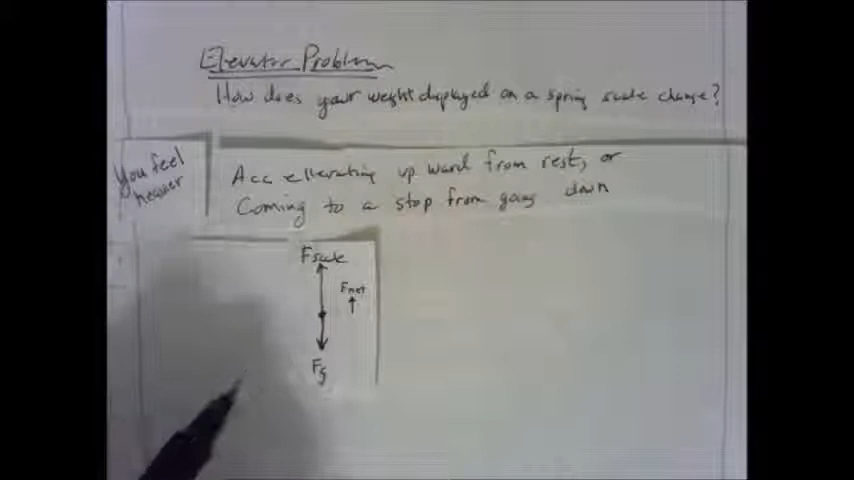 Elevator Problem
How does your weight displayed on a spring scale change?
You feel
heavier
Accellerating upward from rest, or
Coming to a stop from going down
Fscale
Fnet
Fg